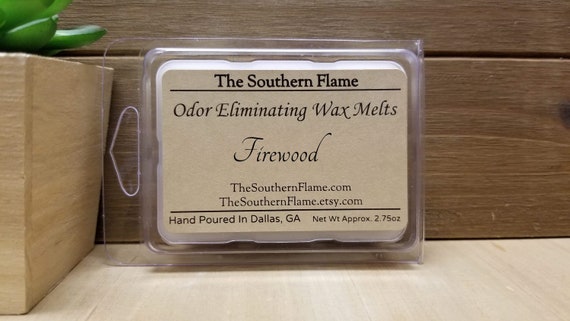 The Southern Flame
Odor Eliminating Wax Melts
Firewood
TheSouthernFlame.com
TheSouthernFlame.etsy.com
Hand Poured In Dallas, GA Net Wt Approx. 2.75oz